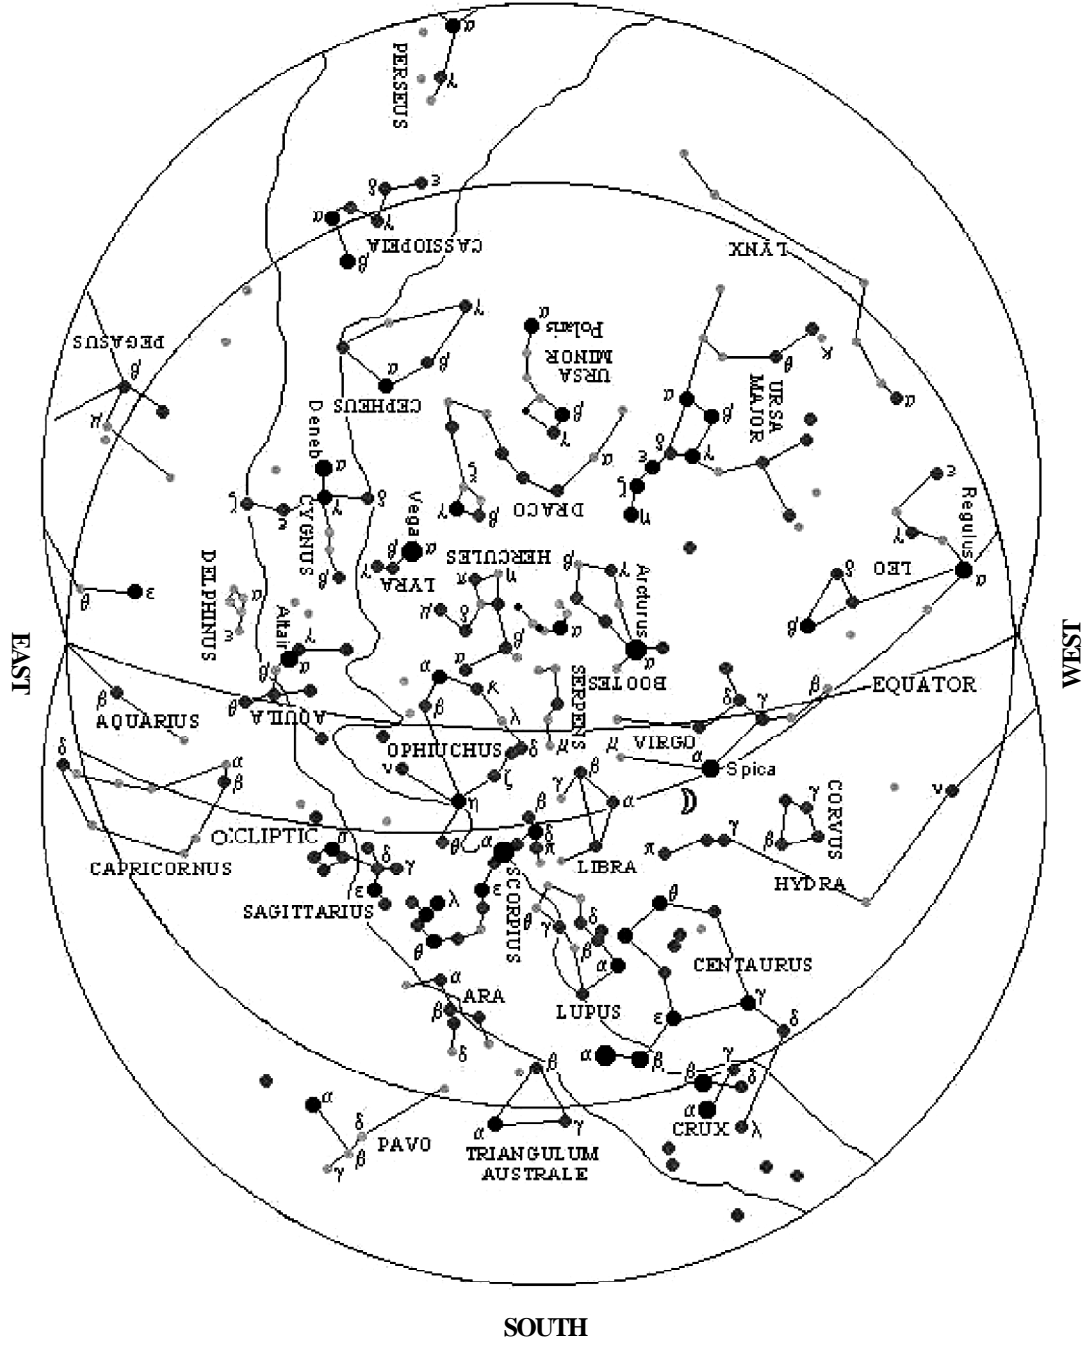 α
γ
PERSEUS
δ
ε
α
γ
CASSIOPEIA
β
LYNX
γ
α
Polaris
PEGASUS
β
μ
α
β
CEPHEUS
URSA
MINOR
β
γ
κ
θ
URSA
MAJOR
α
β
α
δ
γ
ε
ζ
η
Deneb
α
γ
δ
ζ
ε
CYGNUS
β
ζ
γ
β
DRACO
α
Vega
α
β
γ
LYRA
HERCULES
π
η
μ
δ
β
α
α
β
γ
Arcturus
α
BOOTES
ε
Regulus
γ
α
LEO
δ
β
θ
ε
DELPHINUS
α
ε
Altair
γ
α
β
θ
AQUILA
EAST
WEST
β
AQUARIUS
α
β
κ
λ
δ
OPHIUCHUS
ν
ζ
η
θ
SERPENS
μ
μ
VIRGO
δ
γ
β
EQUATOR
α
Spica
δ
α
β
CAPRICORNUS
ECLIPTIC
σ
δ
γ
ε
SAGITTARIUS
λ
θ
β
δ
α
π
ε
SCORPIUS
β
γ
α
LIBRA
γ
β
CORVUS
π
γ
ν
HYDRA
θ
γ
δ
β
α
LUPUS
θ
CENTAURUS
γ
ε
δ
α
β
α
ARA
β
δ
γ
β
δ
α
CRUX
λ
β
α
γ
TRIANGULUM
AUSTRALE
α
δ
β
γ
PAVO
SOUTH